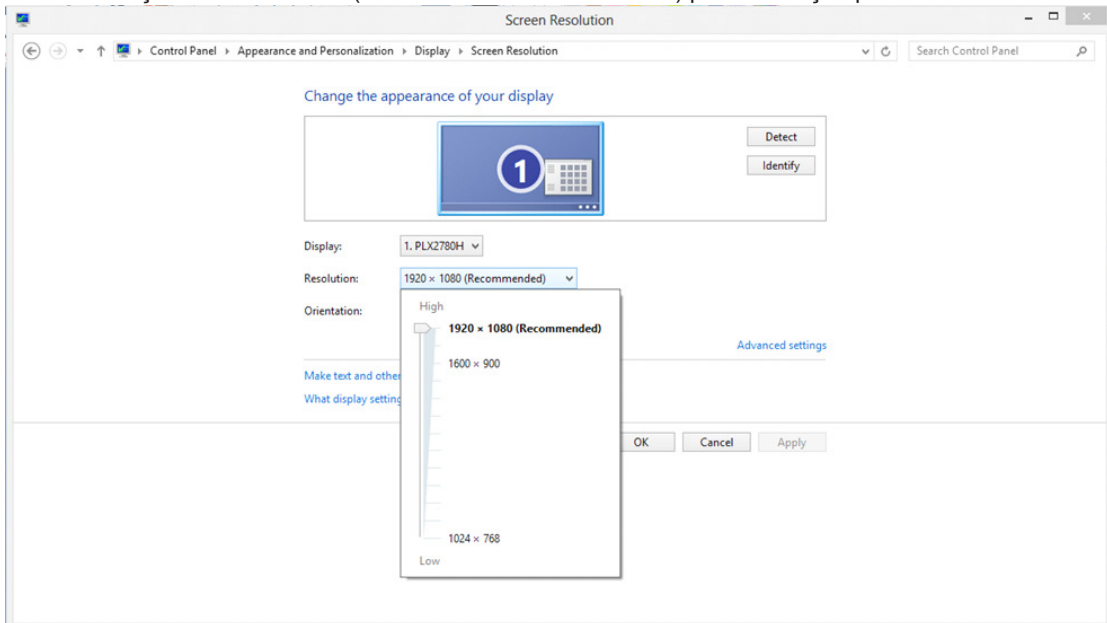 Screen Resolution
Control Panel ▸ Appearance and Personalization ▸ Display ▸ Screen Resolution
Search Control Panel
Change the appearance of your display
1
Detect
Identify
Display: 1. PLX2780H
Resolution: 1920 × 1080 (Recommended)
Orientation:
High
1920 × 1080 (Recommended)
1600 × 900
1024 × 768
Low
Advanced settings
Make text and othe
What display setting
OK Cancel Apply